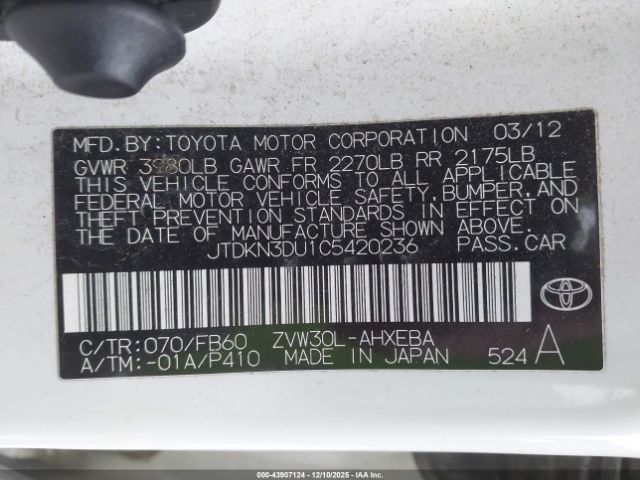 MFD.BY: TOYOTA MOTOR CORPORATION 03/12
GVWR 3980LB GAWR FR 2270LB RR 2175LB
THIS VEHICLE CONFORMS TO ALL APPLICABLE
FEDERAL MOTOR VEHICLE SAFETY, BUMPER, AND
THEFT PREVENTION STANDARDS IN EFFECT ON
THE DATE OF MANUFACTURE SHOWN ABOVE.
JTDKN3DU1C5420236 PASS.CAR
C/TR: 070/FB60 ZVW30L-AHXEBA
A/TM: -01A/P410 MADE IN JAPAN 524 A
000-43907124 - 12/10/2025 - IAAI.COM